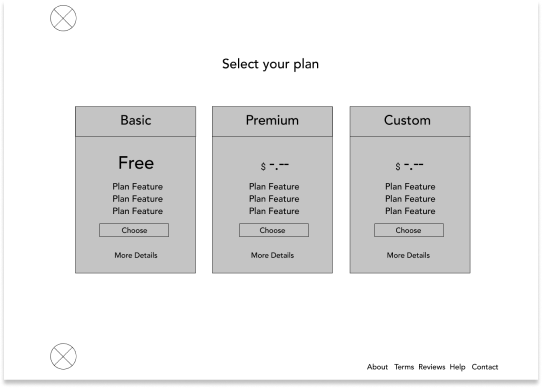 Select your plan
Basic
Free
Plan Feature
Plan Feature
Plan Feature
Choose
More Details
Premium
$ -.--
Plan Feature
Plan Feature
Plan Feature
Choose
More Details
Custom
$ -.--
Plan Feature
Plan Feature
Plan Feature
Choose
More Details
About Terms Reviews Help Contact